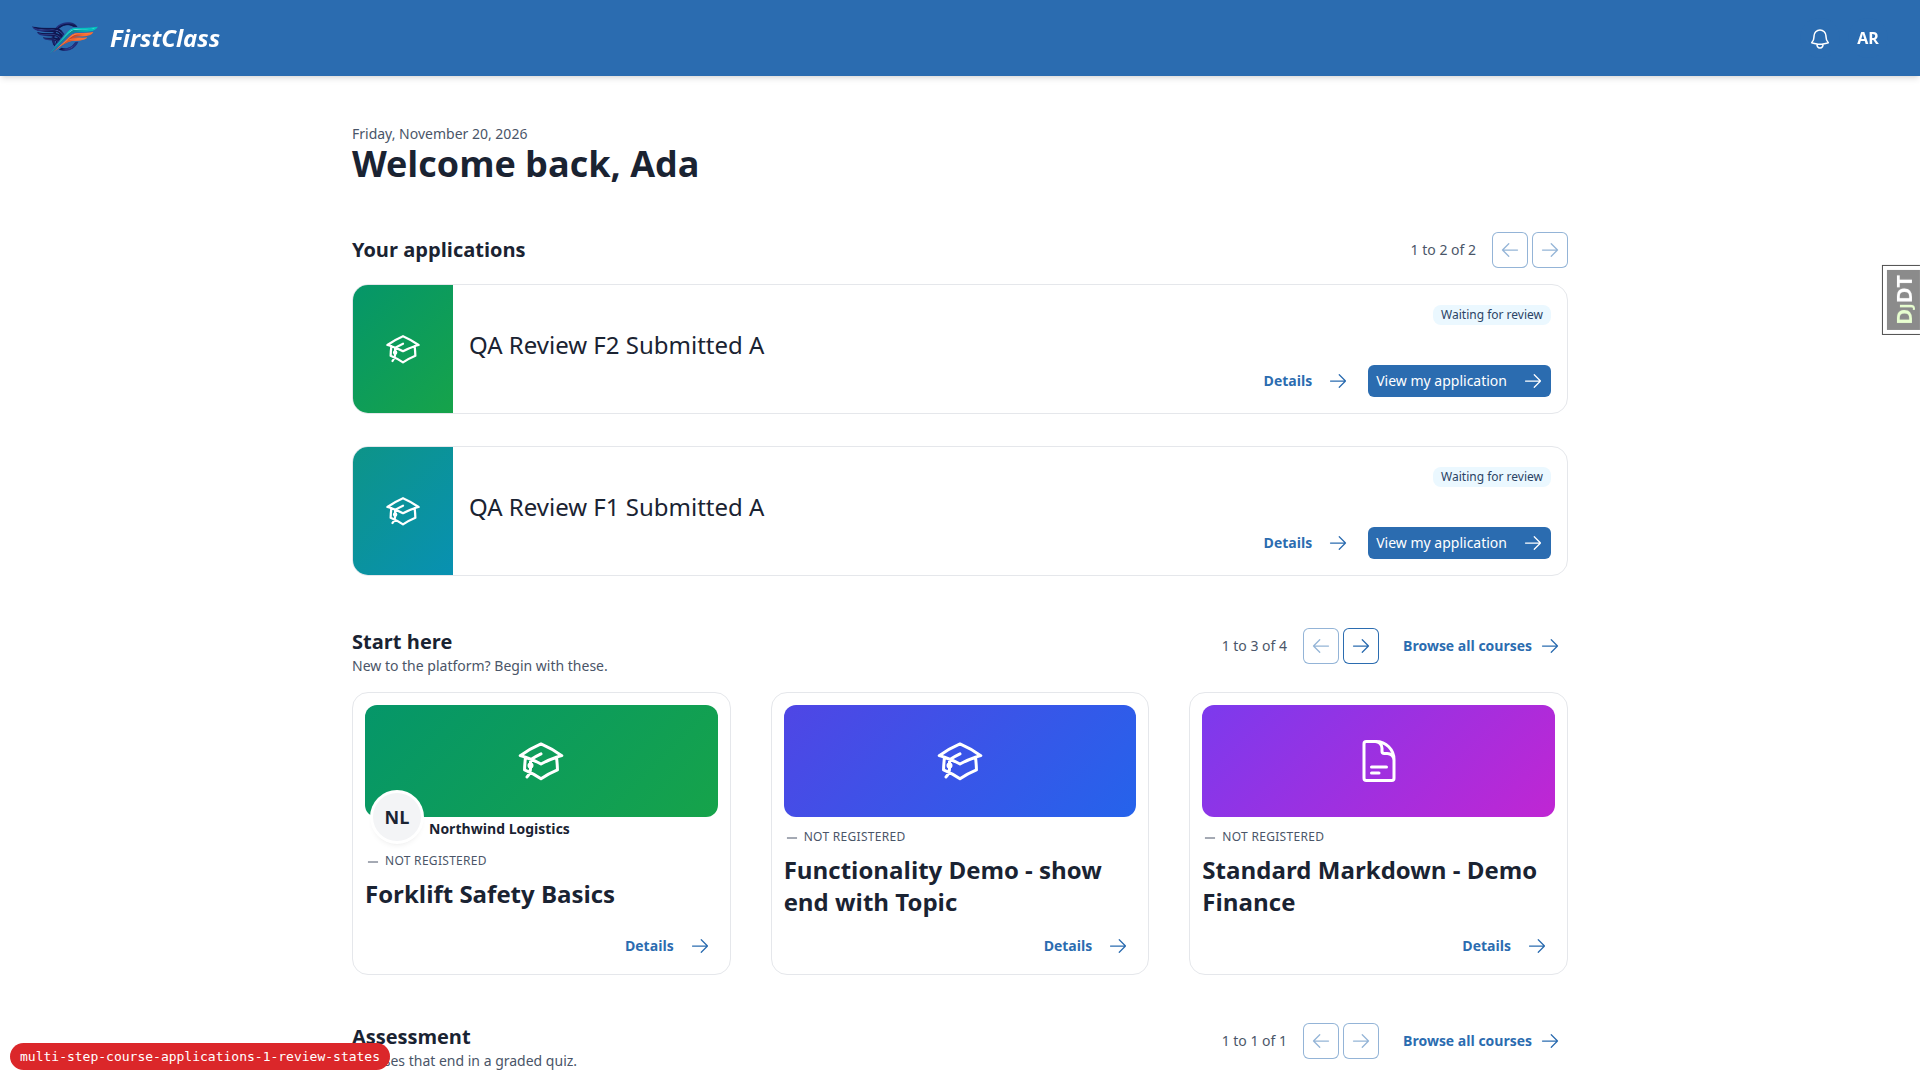 FirstClass
AR
Friday, November 20, 2026
Welcome back, Ada
Your applications
1 to 2 of 2
DjDT
Waiting for review
QA Review F2 Submitted A
Details
View my application
Waiting for review
QA Review F1 Submitted A
Details
View my application
Start here
New to the platform? Begin with these.
1 to 3 of 4
Browse all courses
NL
Northwind Logistics
NOT REGISTERED
Forklift Safety Basics
Details
NOT REGISTERED
Functionality Demo - show
end with Topic
Details
NOT REGISTERED
Standard Markdown - Demo
Finance
Details
Assessment
1 to 1 of 1
Browse all courses
multi-step-course-applications-1-review-states
that end in a graded quiz.